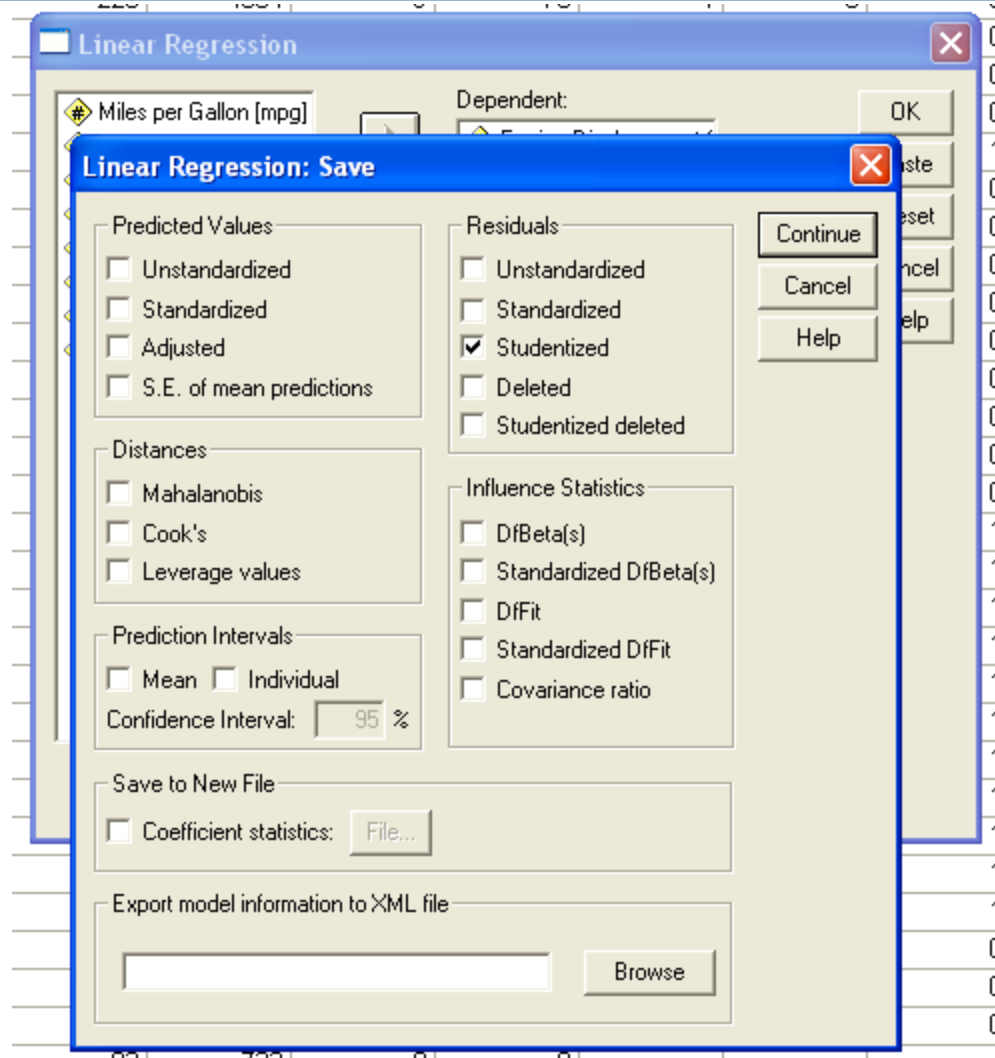 Linear Regression
Miles per Gallon [mpg]
Dependent:
OK
Linear Regression: Save
Predicted Values
Unstandardized
Standardized
Adjusted
S.E. of mean predictions
Distances
Mahalanobis
Cook's
Leverage values
Prediction Intervals
Mean Individual
Confidence Interval: 95 %
Residuals
Unstandardized
Standardized
Studentized
Deleted
Studentized deleted
Influence Statistics
DfBeta(s)
Standardized DfBeta(s)
DfFit
Standardized DfFit
Covariance ratio
Continue
Cancel
Help
Save to New File
Coefficient statistics: File...
Export model information to XML file
Browse